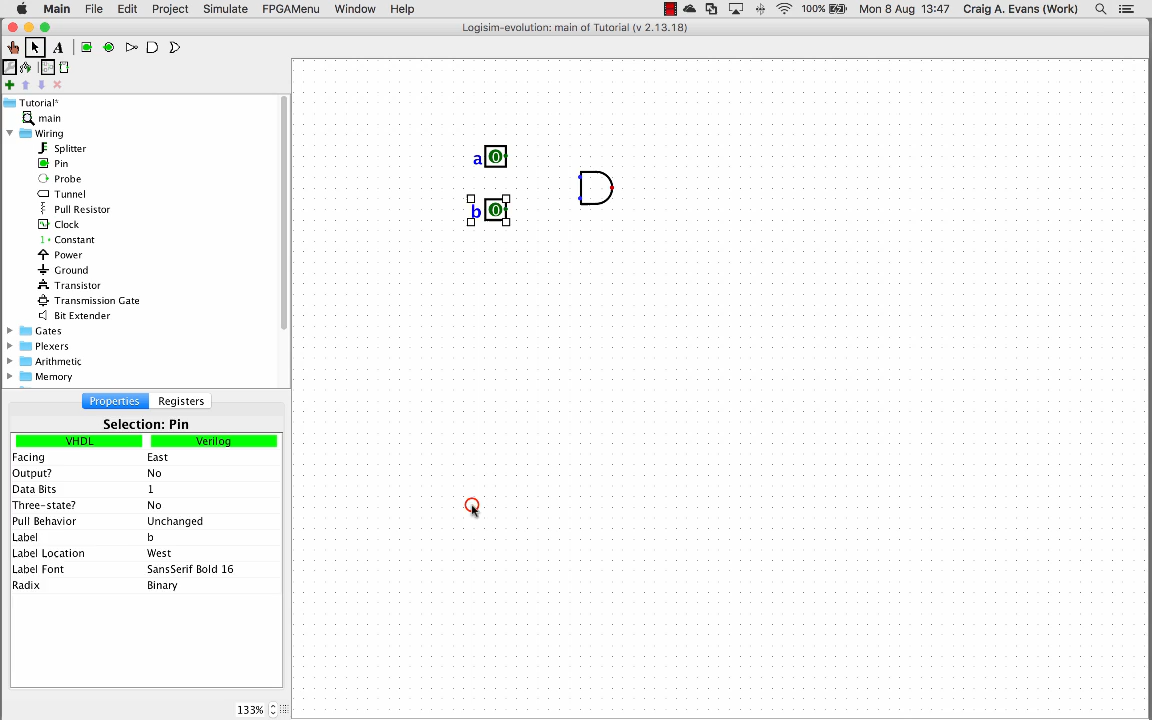 Main File Edit Project Simulate FPGAMenu Window Help 100% Mon 8 Aug 13:47 Craig A. Evans (Work)
Logisim-evolution: main of Tutorial (v 2.13.18)
A
Tutorial*
main
Wiring
Splitter
Pin
Probe
Tunnel
Pull Resistor
Clock
1 Constant
Power
Ground
Transistor
Transmission Gate
Bit Extender
Gates
Plexers
Arithmetic
Memory
a 0
b 0
Properties Registers
Selection: Pin
VHDL Verilog
Facing East
Output? No
Data Bits 1
Three-state? No
Pull Behavior Unchanged
Label b
Label Location West
Label Font SansSerif Bold 16
Radix Binary
133%